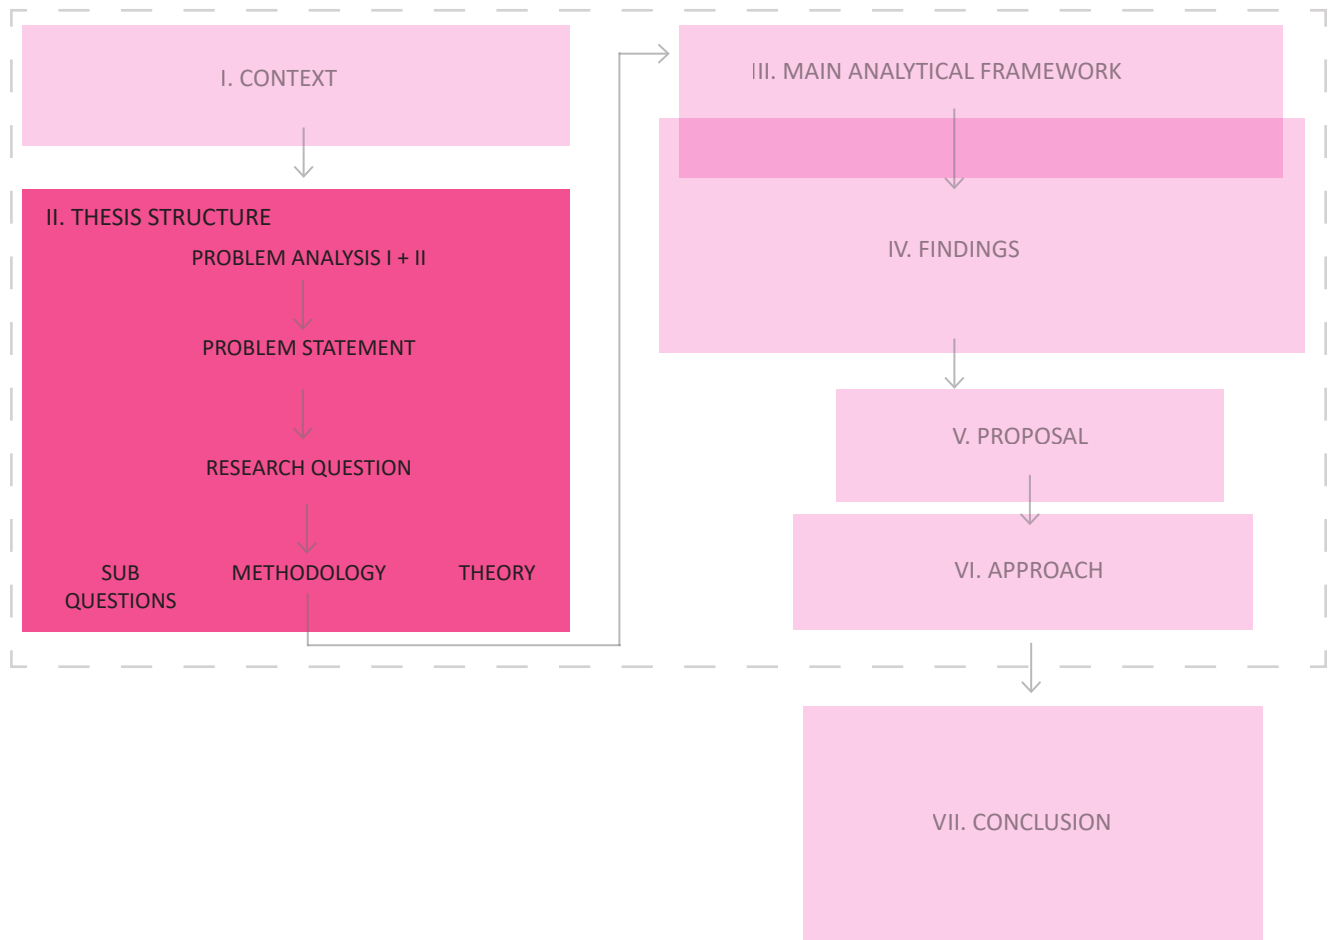 I. CONTEXT
II. THESIS STRUCTURE
PROBLEM ANALYSIS I + II
PROBLEM STATEMENT
RESEARCH QUESTION
SUB
QUESTIONS
METHODOLOGY
THEORY
III. MAIN ANALYTICAL FRAMEWORK
IV. FINDINGS
V. PROPOSAL
VI. APPROACH
VII. CONCLUSION